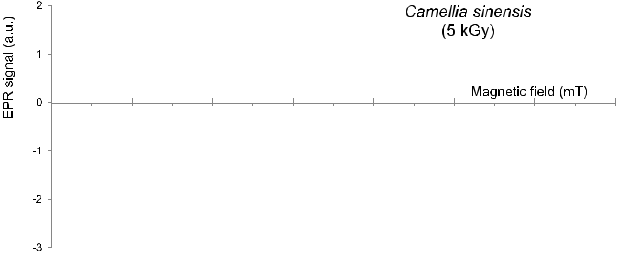 2
Camellia sinensis
(5 kGy)
1
EPR signal (a.u.)
Magnetic field (mT)
0
-1
-2
-3